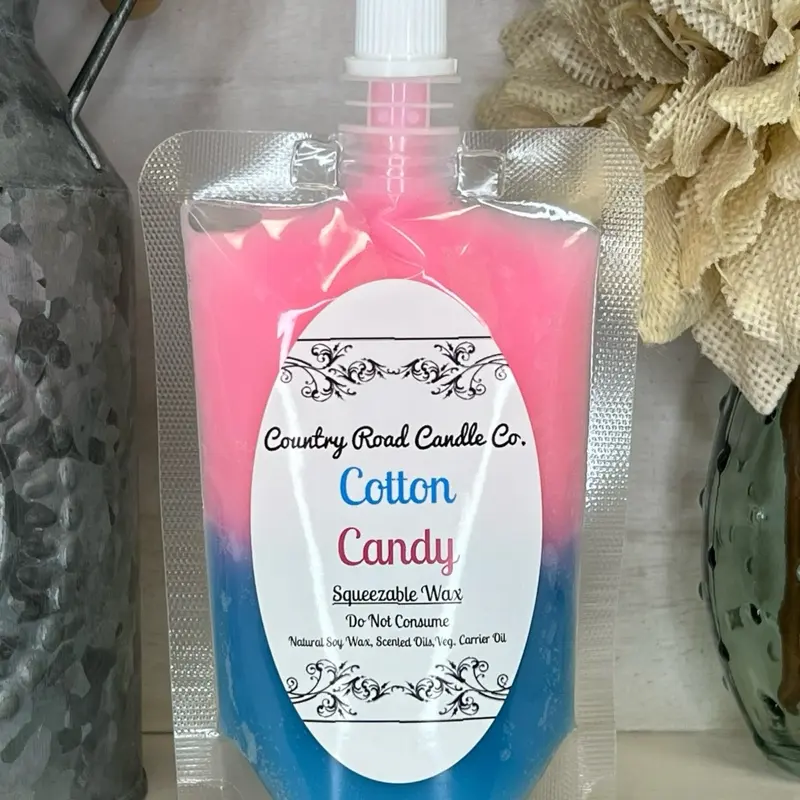 Country Road Candle Co.
Cotton
Candy
Squeezable Wax
Do Not Consume
Natural Soy Wax, Scented Oils,Veg. Carrier Oil